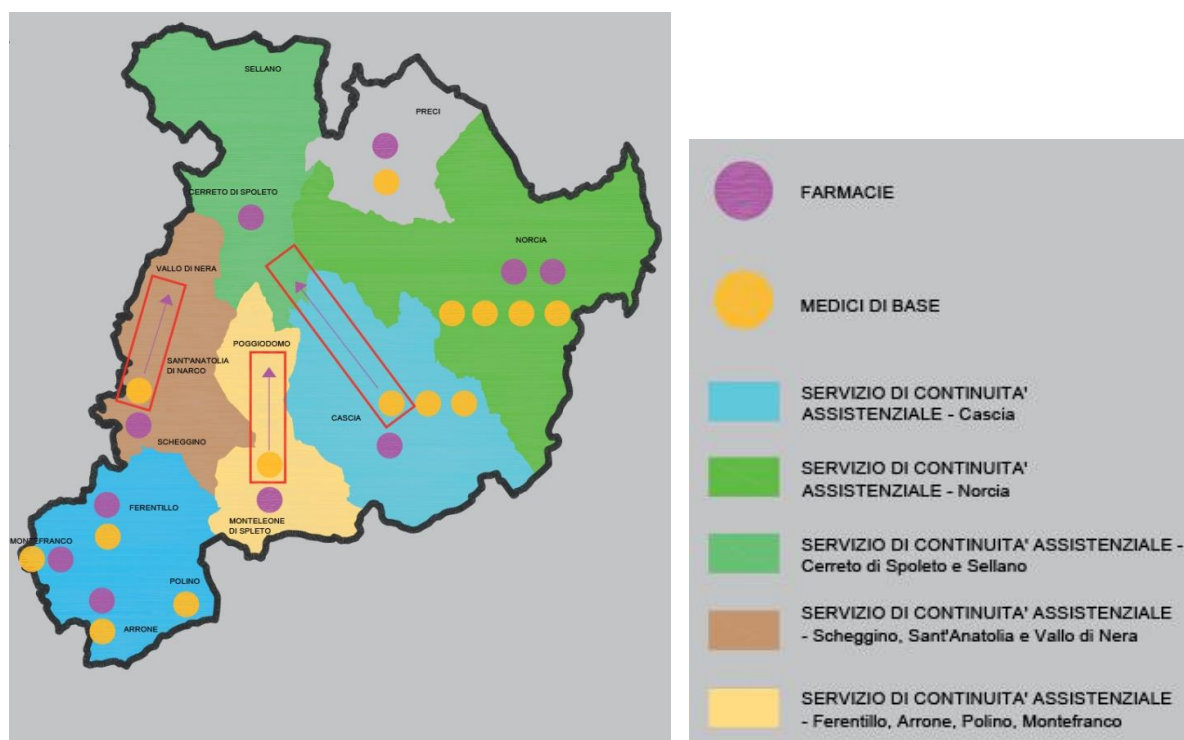 SELLANO
PRECI
CERRETO DI SPOLETO
NORCIA
VALLO DI NERA
POGGIODOMO
SANT'ANATOLIA
DI NARCO
CASCIA
SCHEGGINO
FERENTILLO
MONTELEONE
DI SPLETO
MONTEFRANCO
POLINO
ARRONE
FARMACIE
MEDICI DI BASE
SERVIZIO DI CONTINUITA'
ASSISTENZIALE - Cascia
SERVIZIO DI CONTINUITA'
ASSISTENZIALE - Norcia
SERVIZIO DI CONTINUITA' ASSISTENZIALE -
Cerreto di Spoleto e Sellano
SERVIZIO DI CONTINUITA' ASSISTENZIALE
- Scheggino, Sant'Anatolia e Vallo di Nera
SERVIZIO DI CONTINUITA' ASSISTENZIALE
- Ferentillo, Arrone, Polino, Montefranco